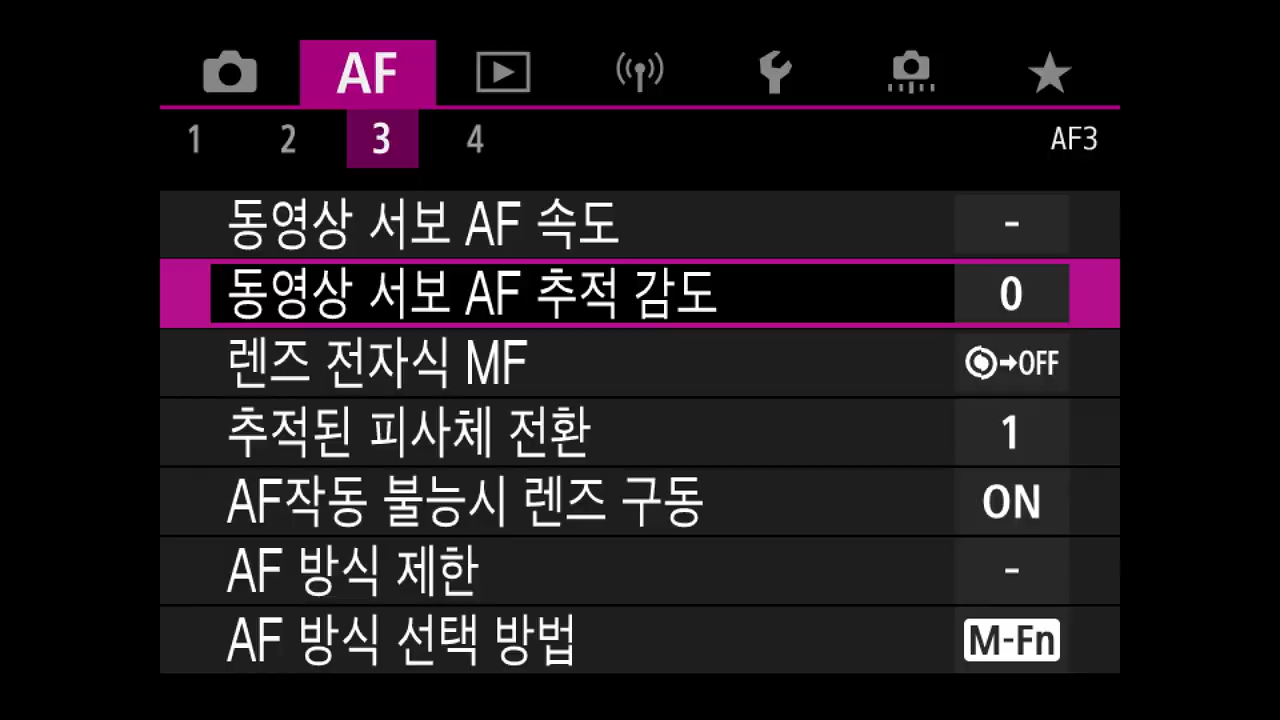 AF
1 2 3 4 AF3
동영상 서보 AF 속도 -
동영상 서보 AF 추적 감도 0
렌즈 전자식 MF ➞OFF
추적된 피사체 전환 1
AF작동 불능시 렌즈 구동 ON
AF 방식 제한 -
AF 방식 선택 방법 M-Fn